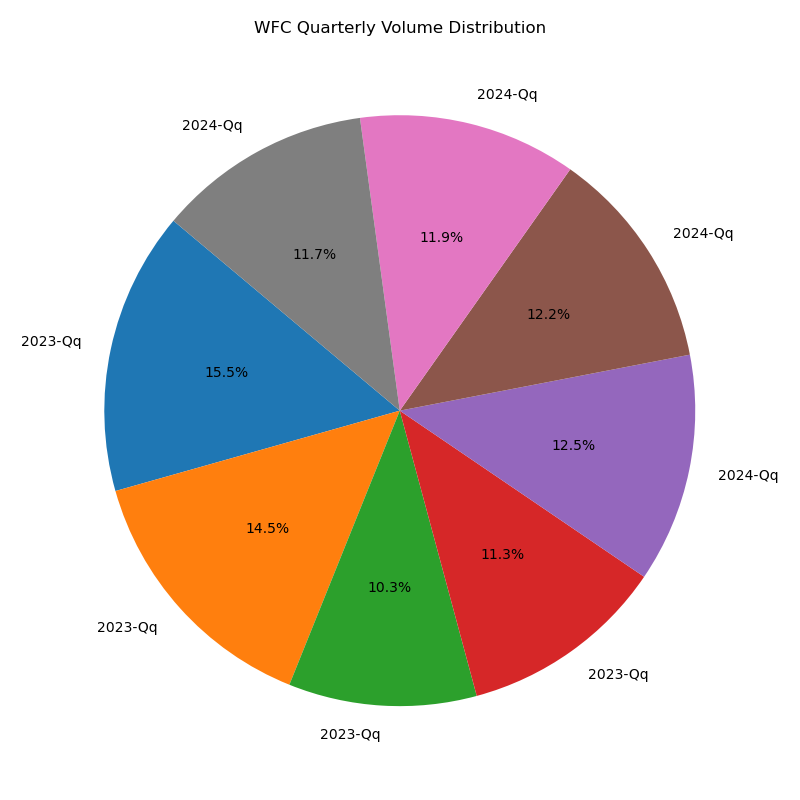 WFC Quarterly Volume Distribution
2024-Qq
2024-Qq
2024-Qq
11.9%
11.7%
12.2%
2023-Qq
15.5%
12.5%
2024-Qq
14.5%
11.3%
10.3%
2023-Qq
2023-Qq
2023-Qq